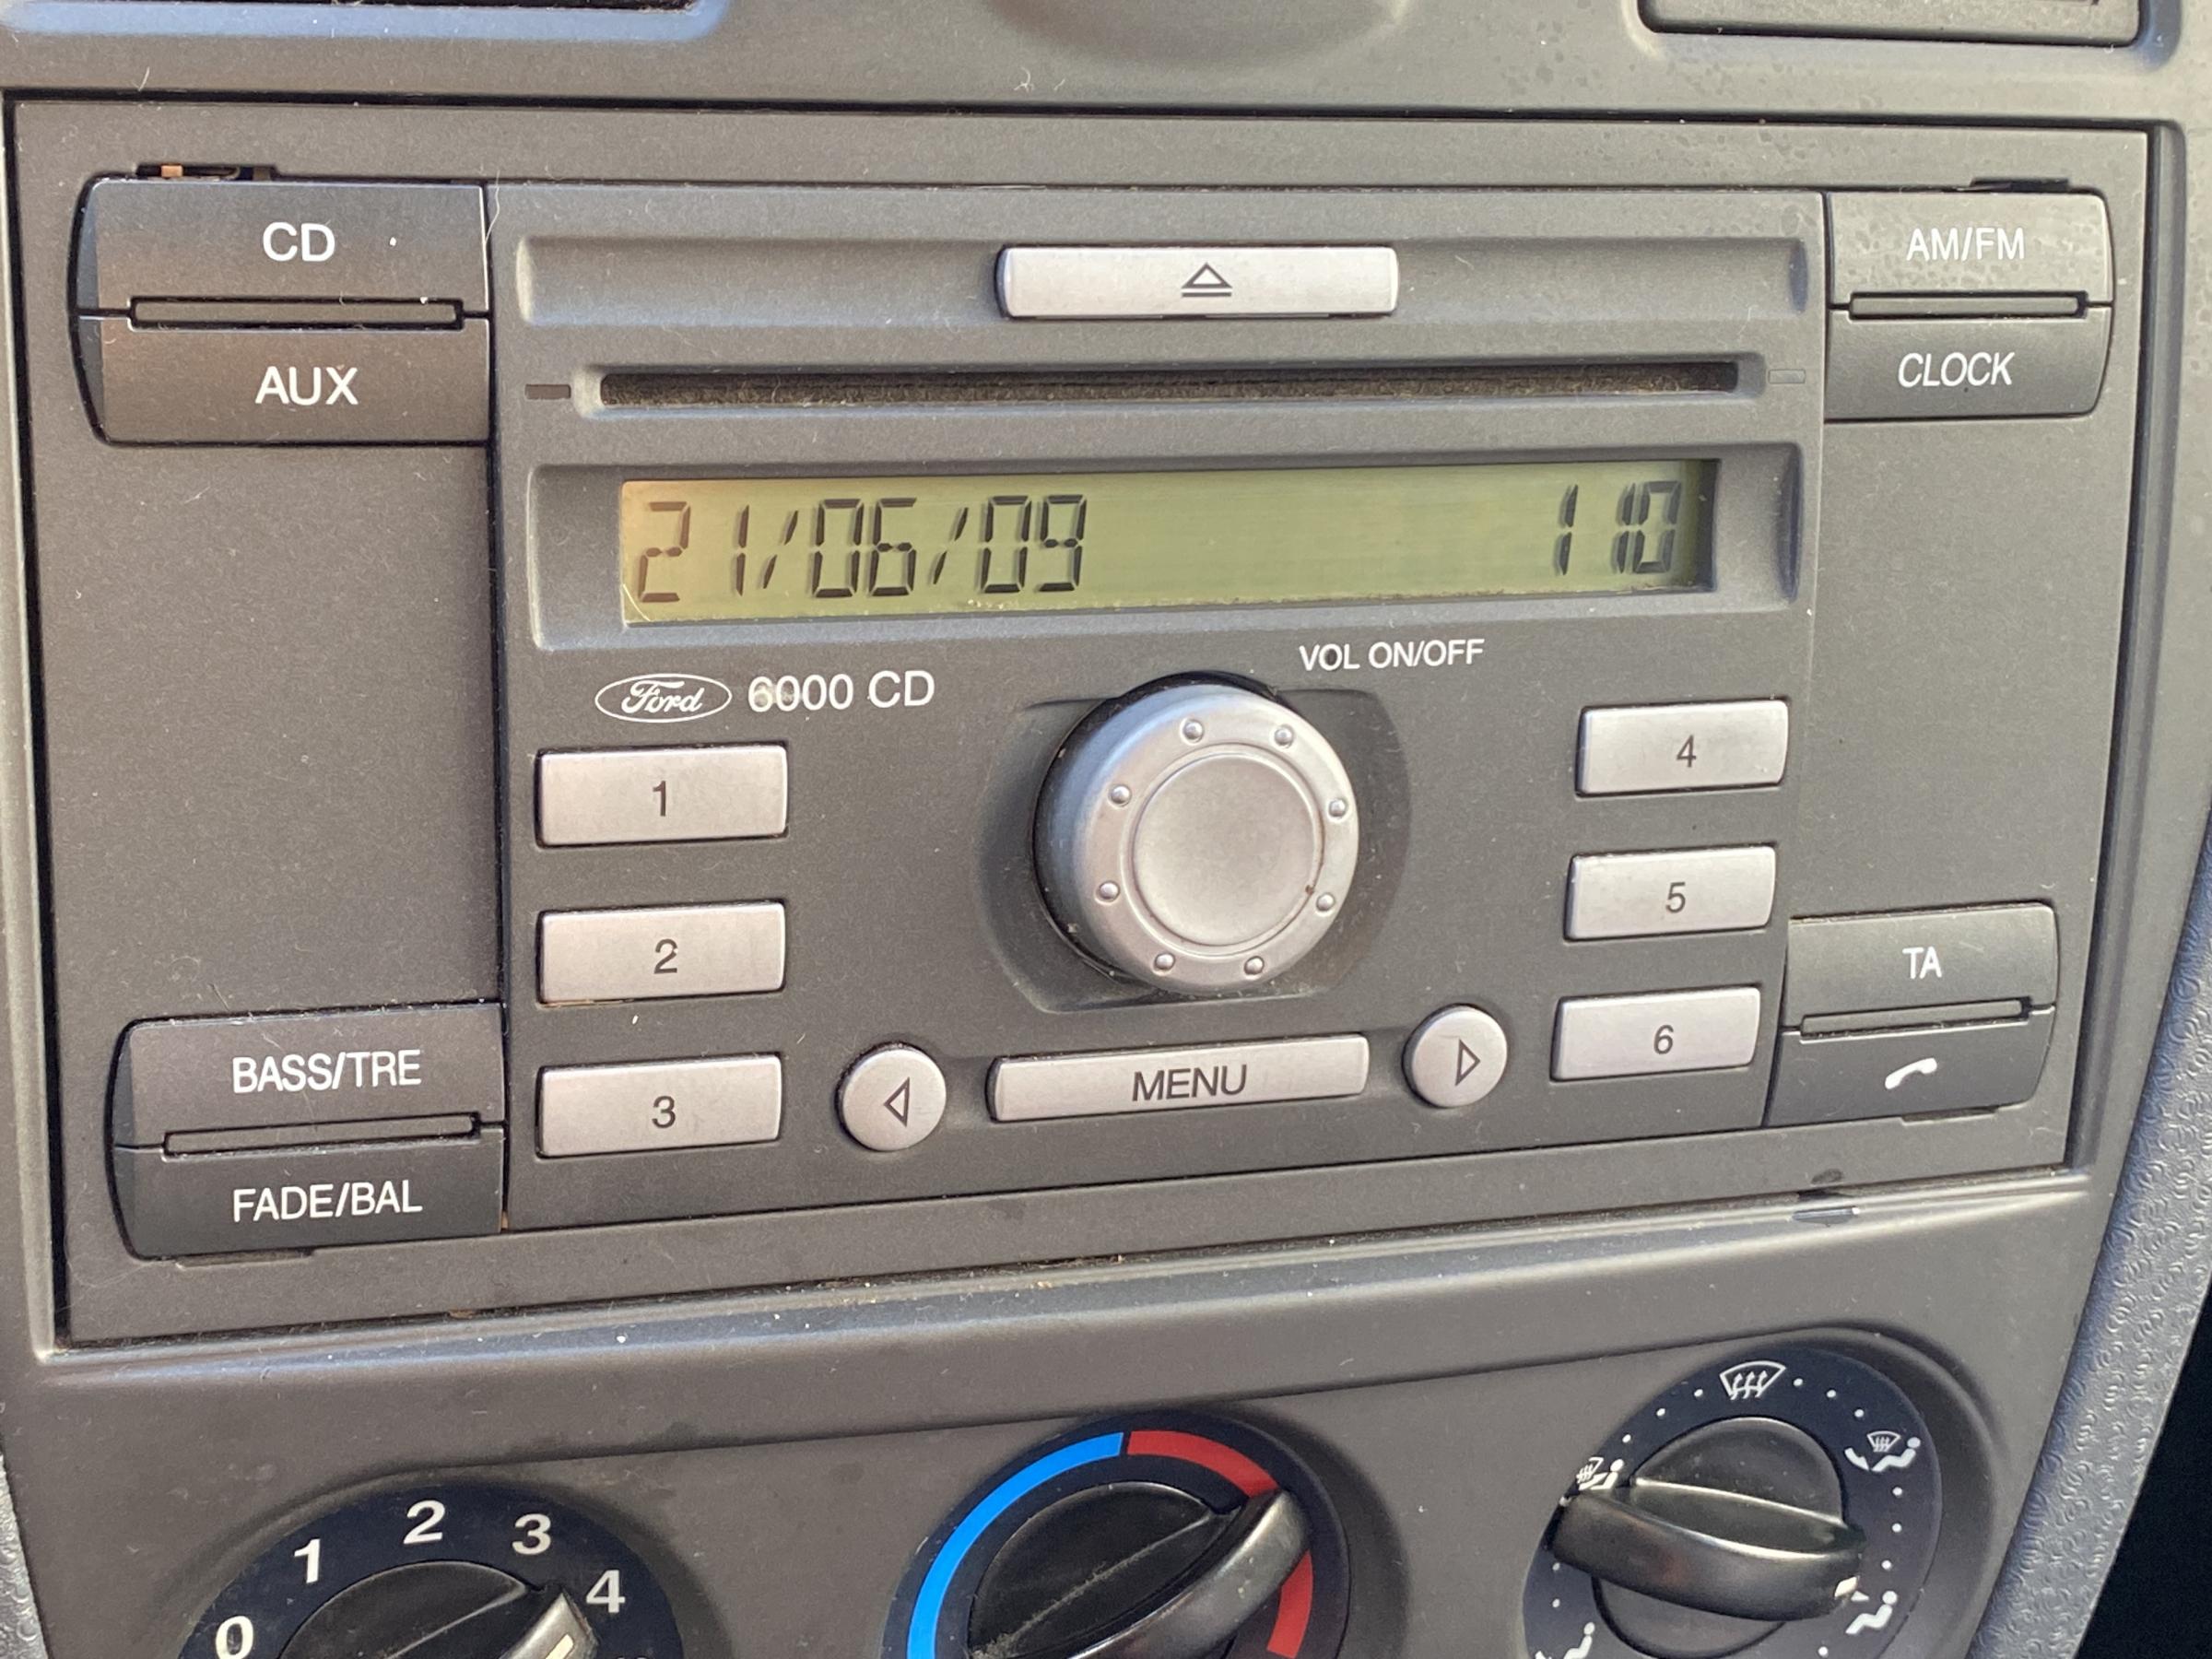 CD
AM/FM
AUX
CLOCK
21/06/09 1 10
VOL ON/OFF
Ford 6000 CD
1
4
2
5
TA
3
MENU
6
BASS/TRE
FADE/BAL
0 1 2 3 4